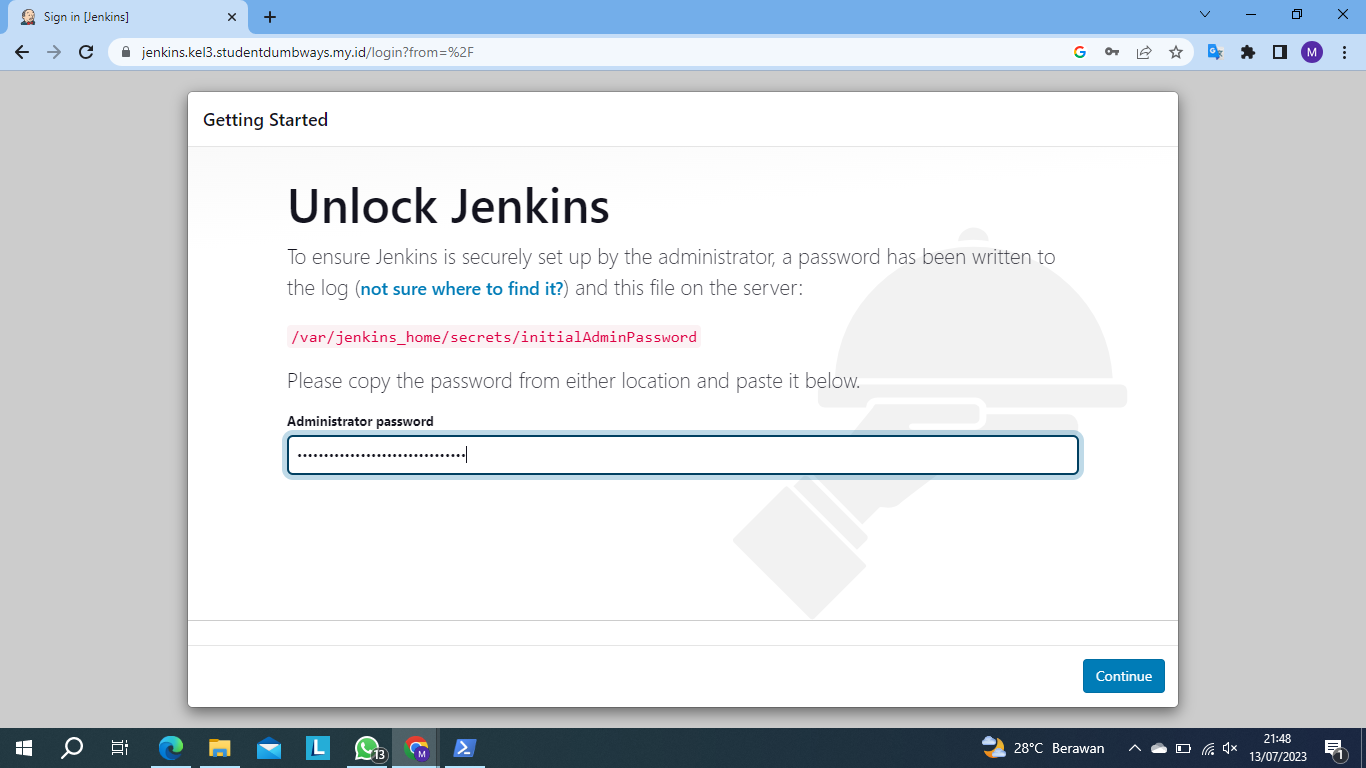 Sign in [Jenkins]
jenkins.kel3.studentdumbways.my.id/login?from=%2F
M
Getting Started
Unlock Jenkins
To ensure Jenkins is securely set up by the administrator, a password has been written to
the log (not sure where to find it?) and this file on the server:
/var/jenkins_home/secrets/initialAdminPassword
Please copy the password from either location and paste it below.
Administrator password
••••••••••••••••••••••••••••••••
Continue
L
13
M
28°C Berawan
21:48
13/07/2023
1